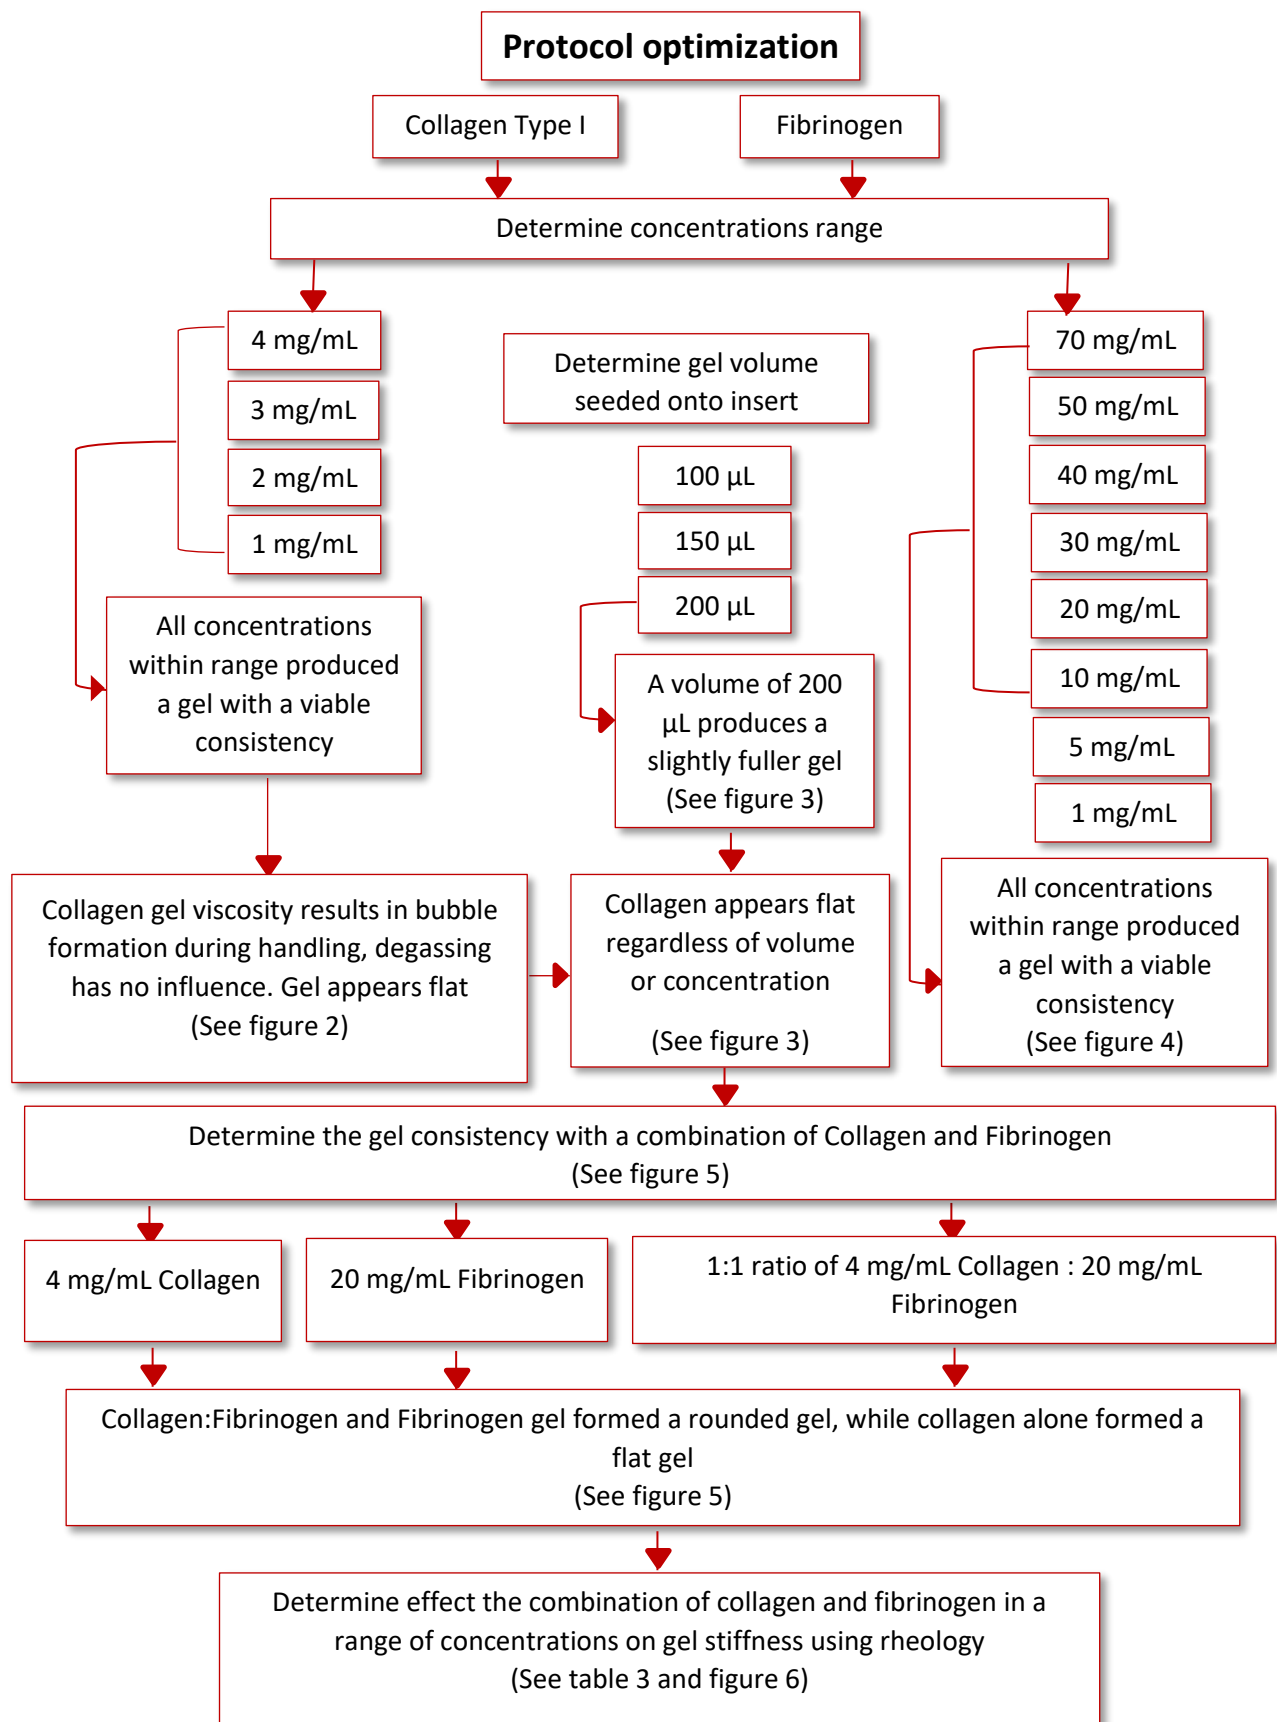 Protocol optimization
Collagen Type I
Fibrinogen
Determine concentrations range
4 mg/mL
3 mg/mL
2 mg/mL
1 mg/mL
All concentrations
within range produced
a gel with a viable
consistency
Determine gel volume
seeded onto insert
100 µL
150 µL
200 µL
A volume of 200
µL produces a
slightly fuller gel
(See figure 3)
70 mg/mL
50 mg/mL
40 mg/mL
30 mg/mL
20 mg/mL
10 mg/mL
5 mg/mL
1 mg/mL
Collagen gel viscosity results in bubble
formation during handling, degassing
has no influence. Gel appears flat
(See figure 2)
Collagen appears flat
regardless of volume
or concentration
(See figure 3)
All concentrations
within range produced
a gel with a viable
consistency
(See figure 4)
Determine the gel consistency with a combination of Collagen and Fibrinogen
(See figure 5)
4 mg/mL Collagen
20 mg/mL Fibrinogen
1:1 ratio of 4 mg/mL Collagen : 20 mg/mL
Fibrinogen
Collagen:Fibrinogen and Fibrinogen gel formed a rounded gel, while collagen alone formed a
flat gel
(See figure 5)
Determine effect the combination of collagen and fibrinogen in a
range of concentrations on gel stiffness using rheology
(See table 3 and figure 6)